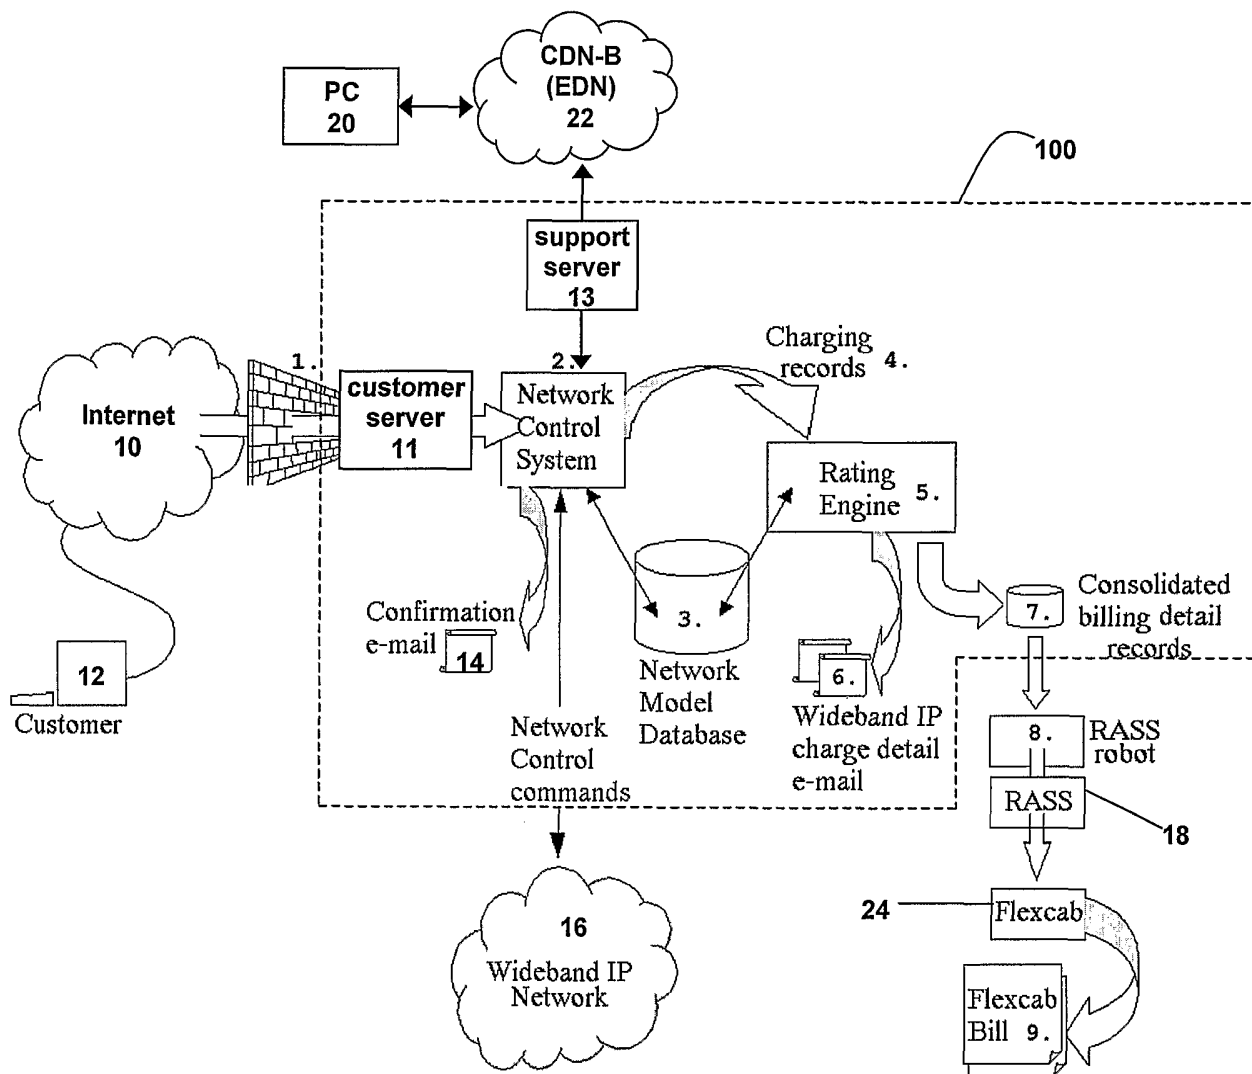 CDN-B
(EDN)
22
PC
20
100
support
server
13
Charging
records 4.
1.
2.
customer
server
11
Network
Control
System
Internet
10
Rating
Engine 5.
Confirmation
e-mail
14
3.
Network
Model
Database
6.
Wideband IP
charge detail
e-mail
7.
Consolidated
billing detail
records
12
Customer
Network
Control
commands
8.
RASS
robot
RASS
18
16
Wideband IP
Network
24
Flexcab
Flexcab
Bill 9.